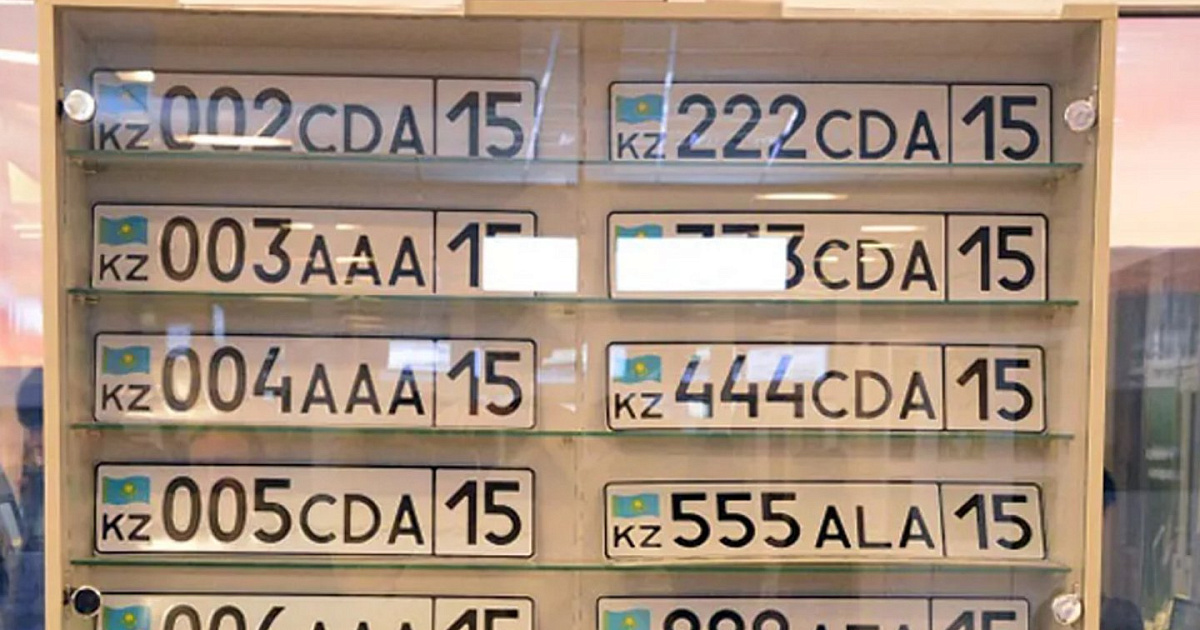 KZ 002 CDA 15
KZ 222 CDA 15
KZ 003 AAA
CDA 15
KZ 004 AAA 15
KZ 444 CDA 15
KZ 005 CDA 15
KZ 555 ALA 15